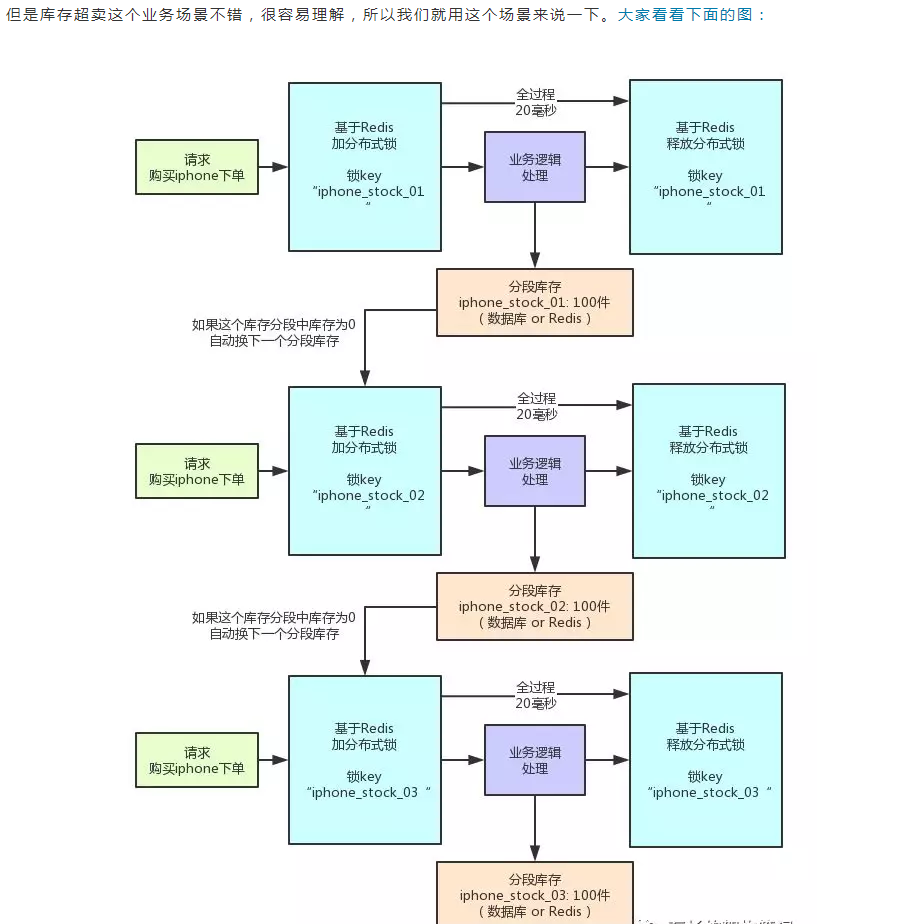 但是库存超卖这个业务场景不错，很容易理解，所以我们就用这个场景来说一下。大家看看下面的图：
请求
购买iphone下单
基于Redis
加分布式锁
锁key
“iphone_stock_01
“
全过程
20毫秒
业务逻辑
处理
基于Redis
释放分布式锁
锁key
“iphone_stock_01
“
分段库存
iphone_stock_01: 100件
（数据库 or Redis）
如果这个库存分段中库存为0
自动换下一个分段库存
请求
购买iphone下单
基于Redis
加分布式锁
锁key
“iphone_stock_02
“
全过程
20毫秒
业务逻辑
处理
基于Redis
释放分布式锁
锁key
“iphone_stock_02
“
分段库存
iphone_stock_02: 100件
（数据库 or Redis）
如果这个库存分段中库存为0
自动换下一个分段库存
请求
购买iphone下单
基于Redis
加分布式锁
锁key
“iphone_stock_03 “
全过程
20毫秒
业务逻辑
处理
基于Redis
释放分布式锁
锁key
“iphone_stock_03 “
分段库存
iphone_stock_03: 100件
（数据库 or Redis）